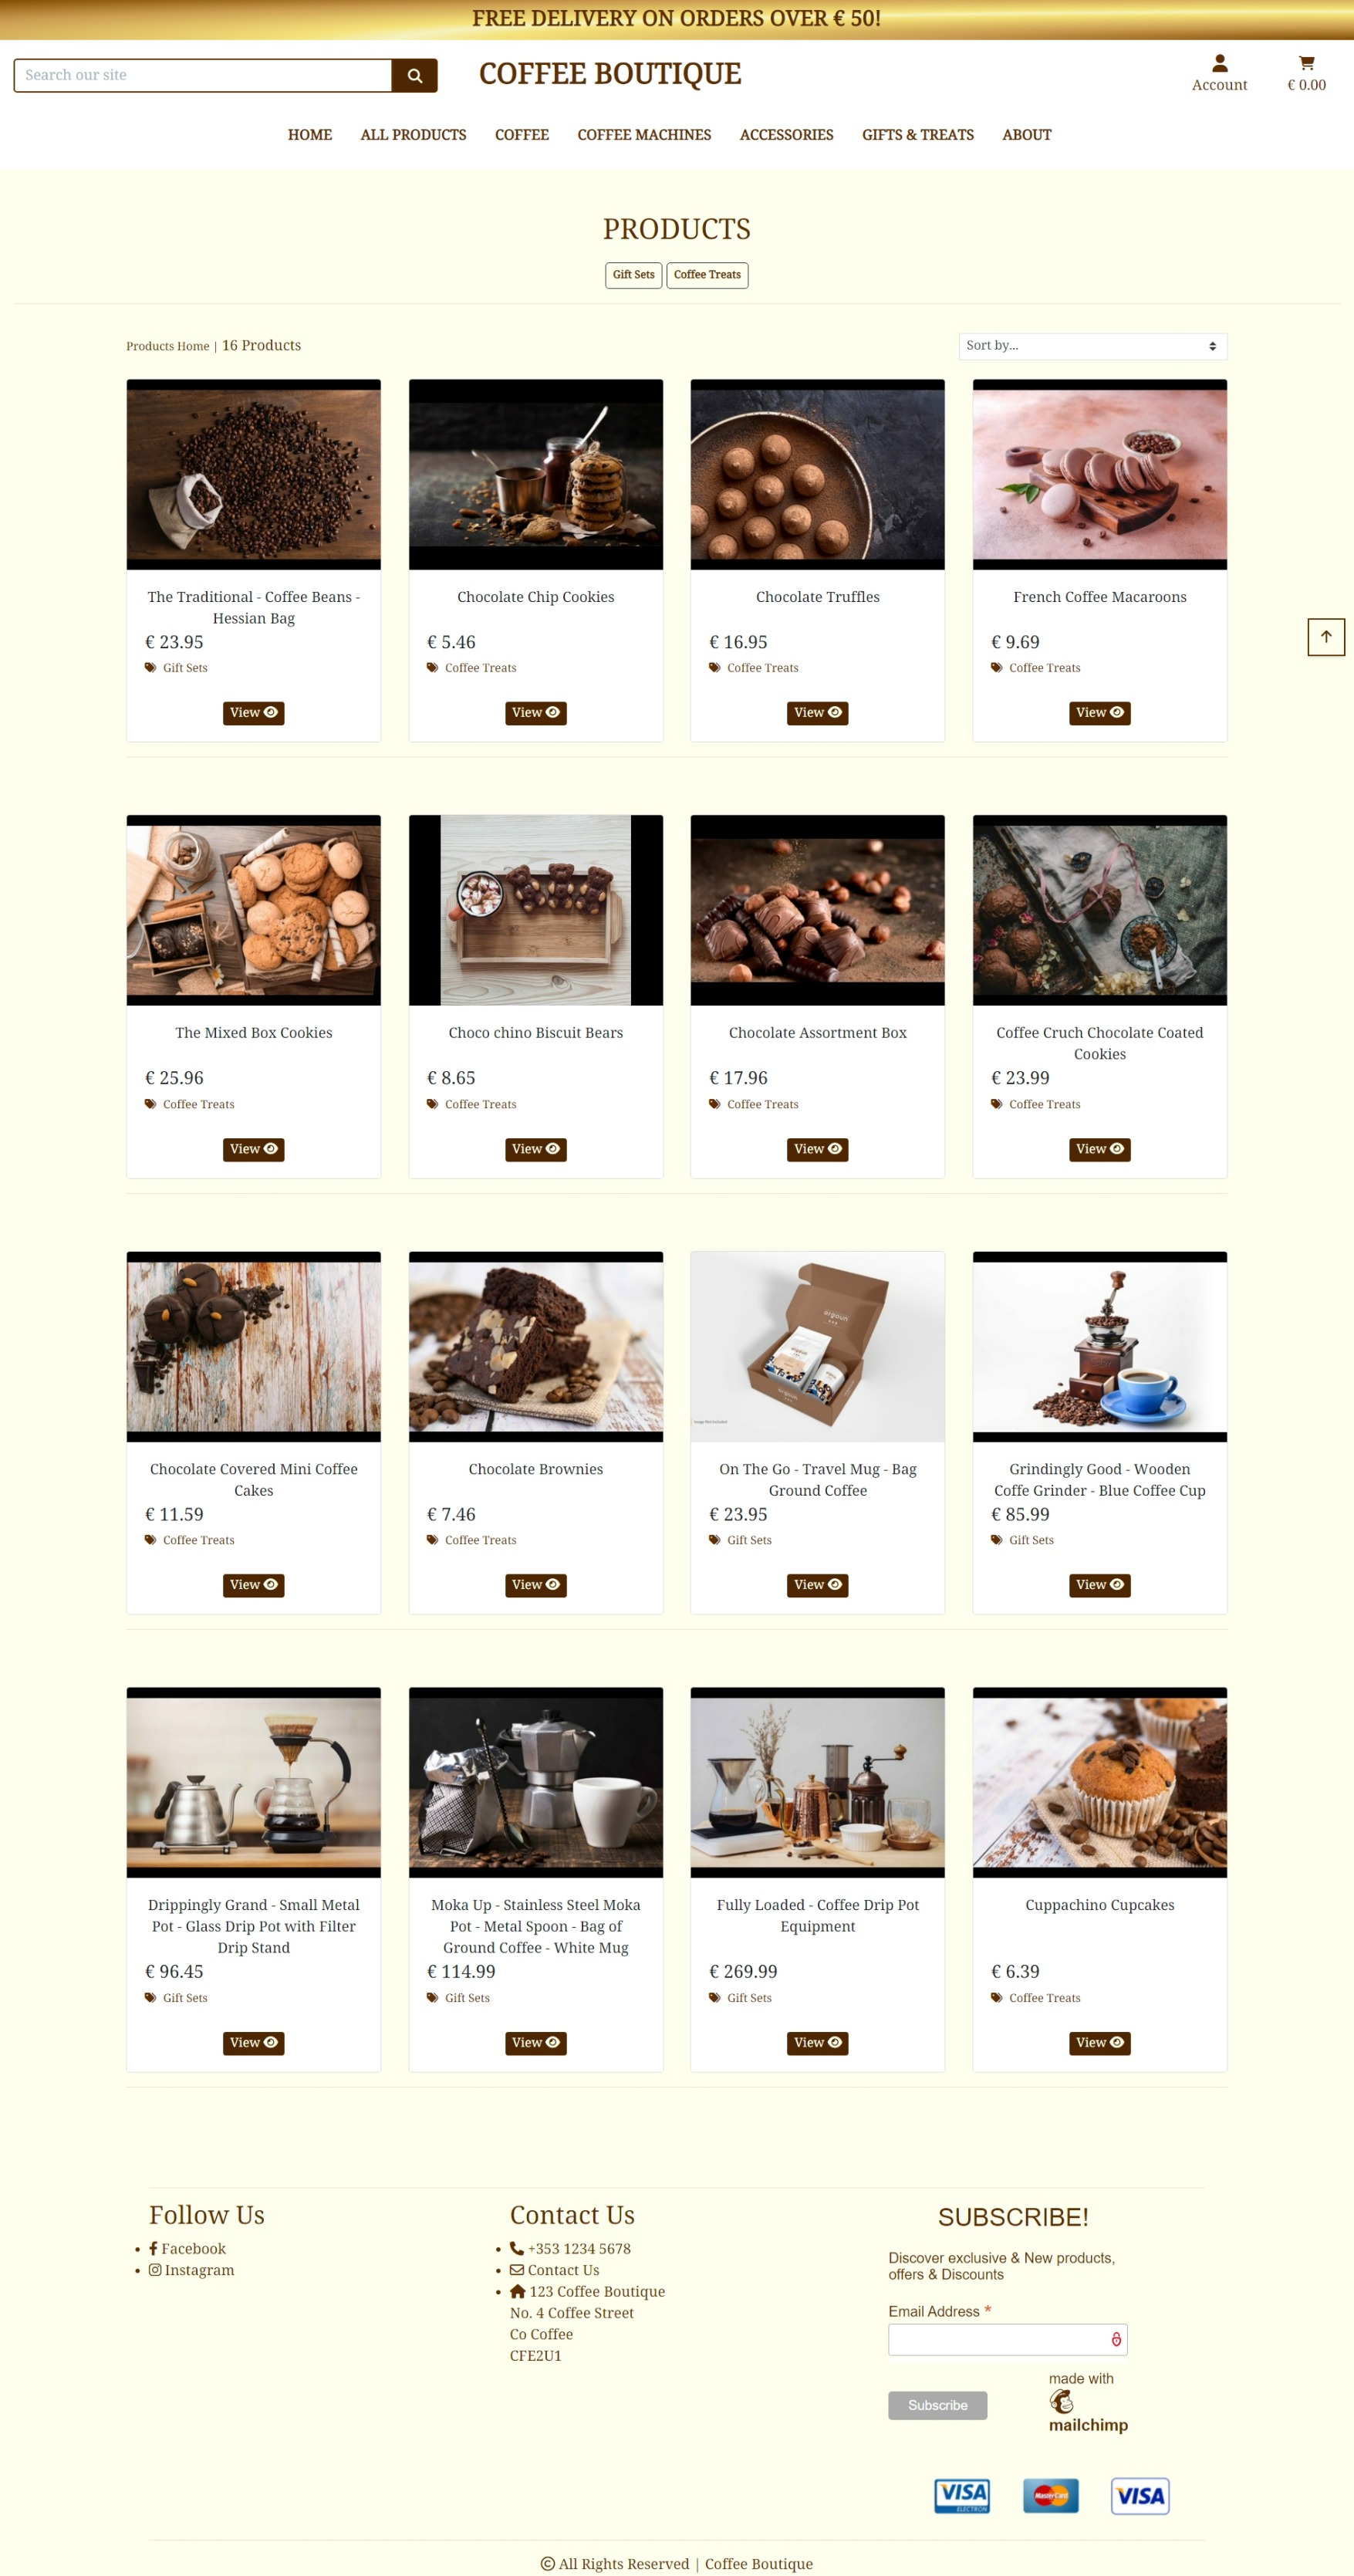 FREE DELIVERY ON ORDERS OVER € 50!
Search our site
COFFEE BOUTIQUE
Account
€ 0.00
HOME ALL PRODUCTS COFFEE COFFEE MACHINES ACCESSORIES GIFTS & TREATS ABOUT
PRODUCTS
Gift Sets Coffee Treats
Products Home | 16 Products
Sort by...
The Traditional - Coffee Beans -
Hessian Bag
€ 23.95
Gift Sets
View
Chocolate Chip Cookies
€ 5.46
Coffee Treats
View
Chocolate Truffles
€ 16.95
Coffee Treats
View
French Coffee Macaroons
€ 9.69
Coffee Treats
View
The Mixed Box Cookies
€ 25.96
Coffee Treats
View
Choco chino Biscuit Bears
€ 8.65
Coffee Treats
View
Chocolate Assortment Box
€ 17.96
Coffee Treats
View
Coffee Cruch Chocolate Coated
Cookies
€ 23.99
Coffee Treats
View
Chocolate Covered Mini Coffee
Cakes
€ 11.59
Coffee Treats
View
Chocolate Brownies
€ 7.46
Coffee Treats
View
On The Go - Travel Mug - Bag
Ground Coffee
€ 23.95
Gift Sets
View
Grindingly Good - Wooden
Coffe Grinder - Blue Coffee Cup
€ 85.99
Gift Sets
View
Drippingly Grand - Small Metal
Pot - Glass Drip Pot with Filter
Drip Stand
€ 96.45
Gift Sets
View
Moka Up - Stainless Steel Moka
Pot - Metal Spoon - Bag of
Ground Coffee - White Mug
€ 114.99
Gift Sets
View
Fully Loaded - Coffee Drip Pot
Equipment
€ 269.99
Gift Sets
View
Cuppachino Cupcakes
€ 6.39
Coffee Treats
View
Follow Us
Facebook
Instagram
Contact Us
+353 1234 5678
Contact Us
123 Coffee Boutique
No. 4 Coffee Street
Co Coffee
CFE2U1
SUBSCRIBE!
Discover exclusive & New products,
offers & Discounts
Email Address *
Subscribe
made with
mailchimp
VISA
ELECTRON
MasterCard
VISA
© All Rights Reserved | Coffee Boutique